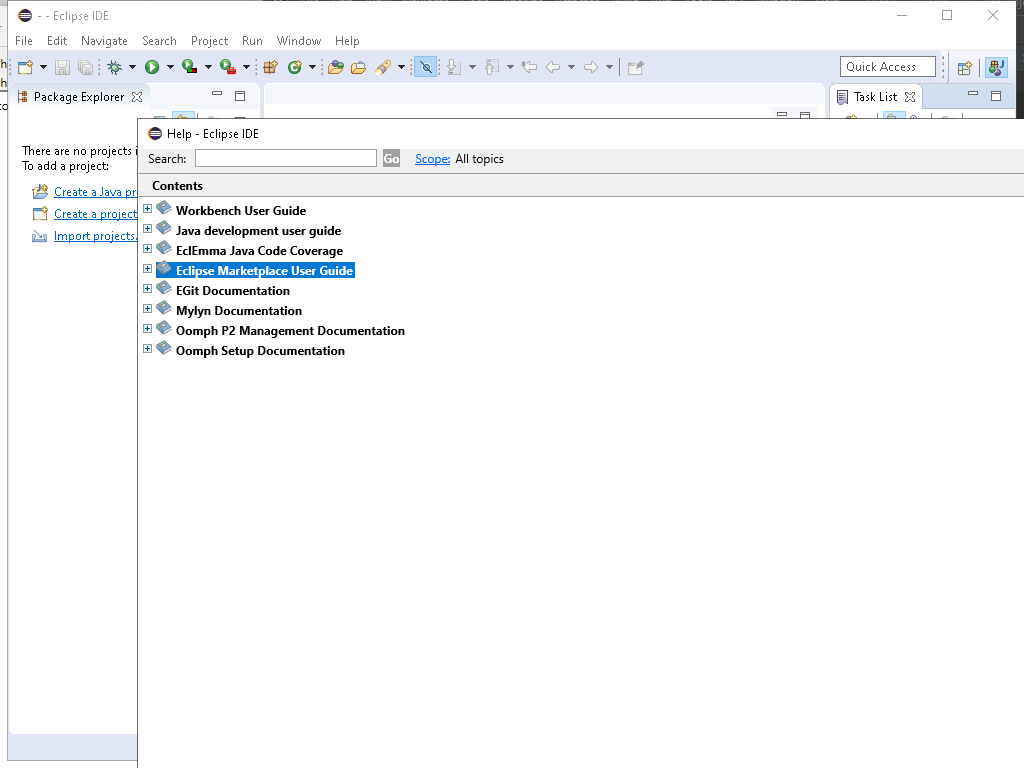 - - Eclipse IDE
File Edit Navigate Search Project Run Window Help
Quick Access
Package Explorer
Task List
There are no projects i
To add a project:
Create a Java pr
Create a project
Import projects.
Help - Eclipse IDE
Search: Go Scope: All topics
Contents
Workbench User Guide
Java development user guide
EclEmma Java Code Coverage
Eclipse Marketplace User Guide
EGit Documentation
Mylyn Documentation
Oomph P2 Management Documentation
Oomph Setup Documentation